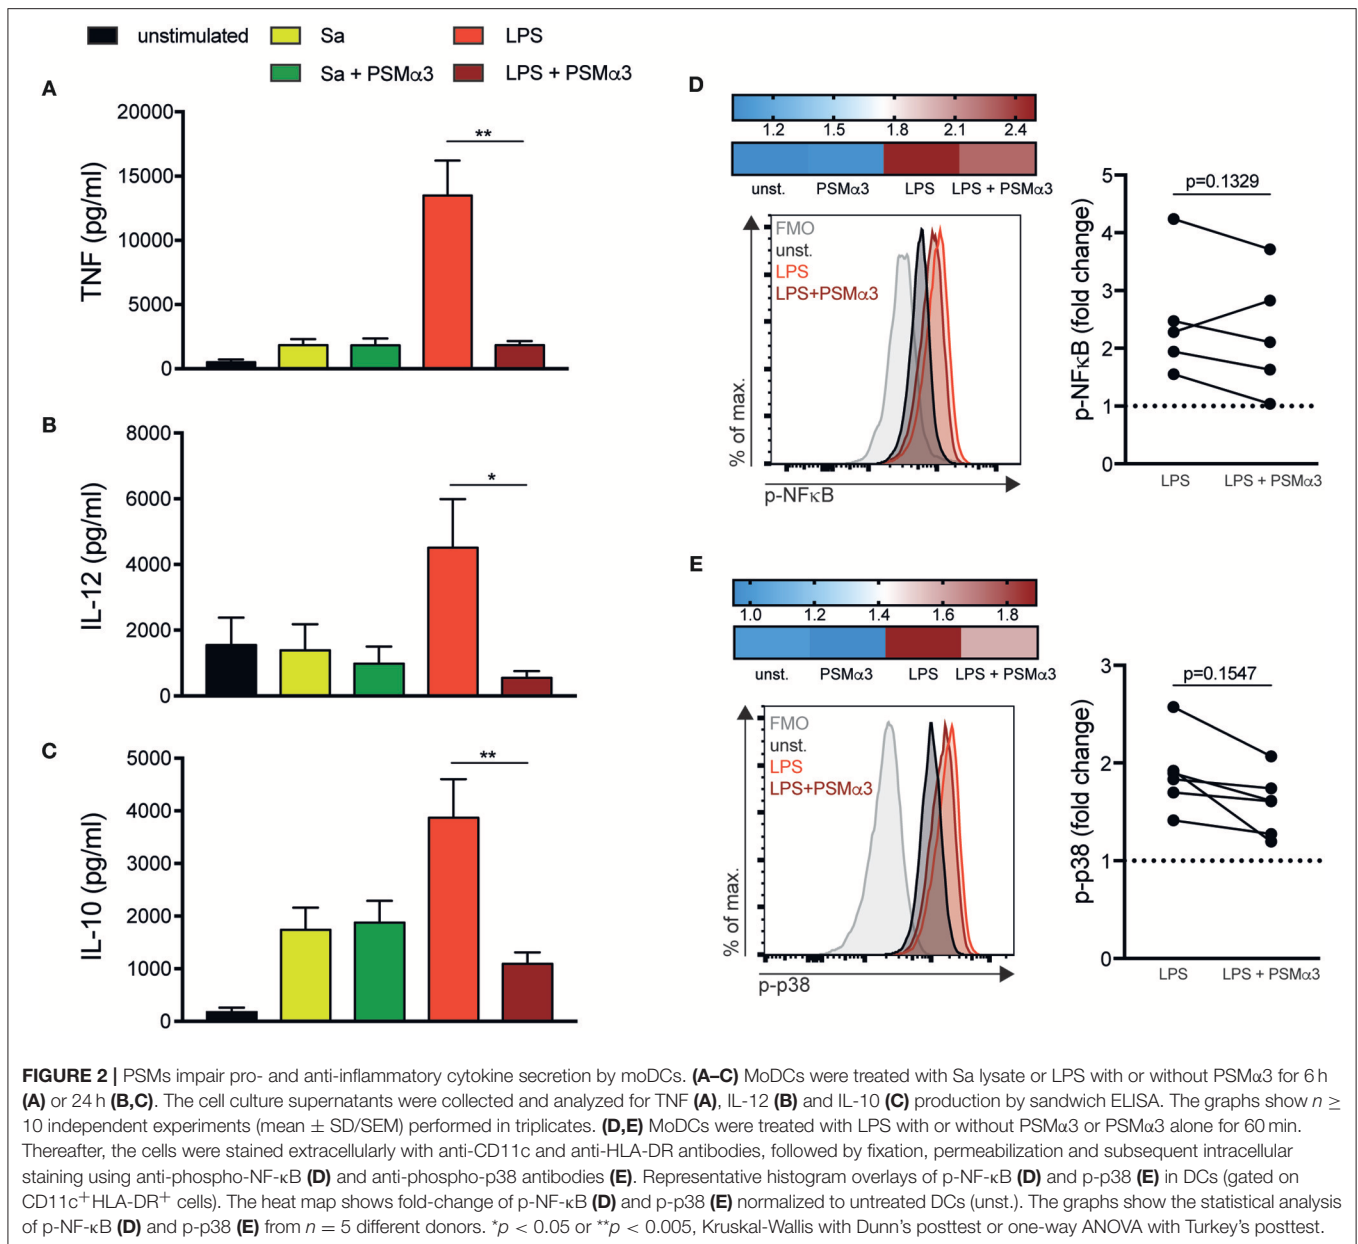 unstimulated
Sa
LPS
Sa + PSMα3
LPS + PSMα3
A
20000
15000
10000
5000
0
TNF (pg/ml)
**
B
8000
6000
4000
2000
0
IL-12 (pg/ml)
*
C
5000
4000
3000
2000
1000
0
IL-10 (pg/ml)
**
D
1.2 1.5 1.8 2.1 2.4
unst. PSMα3 LPS LPS + PSMα3
FMO
unst.
LPS
LPS+PSMα3
% of max.
p-NFκB
5
4
3
2
1
0
p-NFκB (fold change)
p=0.1329
LPS LPS + PSMα3
E
1.0 1.2 1.4 1.6 1.8
unst. PSMα3 LPS LPS + PSMα3
FMO
unst.
LPS
LPS+PSMα3
% of max.
p-p38
3
2
1
0
p-p38 (fold change)
p=0.1547
LPS LPS + PSMα3
FIGURE 2 | PSMs impair pro- and anti-inflammatory cytokine secretion by moDCs. (A–C) MoDCs were treated with Sa lysate or LPS with or without PSMα3 for 6 h
(A) or 24 h (B,C). The cell culture supernatants were collected and analyzed for TNF (A), IL-12 (B) and IL-10 (C) production by sandwich ELISA. The graphs show n ≥
10 independent experiments (mean ± SD/SEM) performed in triplicates. (D,E) MoDCs were treated with LPS with or without PSMα3 or PSMα3 alone for 60 min.
Thereafter, the cells were stained extracellularly with anti-CD11c and anti-HLA-DR antibodies, followed by fixation, permeabilization and subsequent intracellular
staining using anti-phospho-NF-κB (D) and anti-phospho-p38 antibodies (E). Representative histogram overlays of p-NF-κB (D) and p-p38 (E) in DCs (gated on
CD11c+HLA-DR+ cells). The heat map shows fold-change of p-NF-κB (D) and p-p38 (E) normalized to untreated DCs (unst.). The graphs show the statistical analysis
of p-NF-κB (D) and p-p38 (E) from n = 5 different donors. *p < 0.05 or **p < 0.005, Kruskal-Wallis with Dunn's posttest or one-way ANOVA with Turkey's posttest.